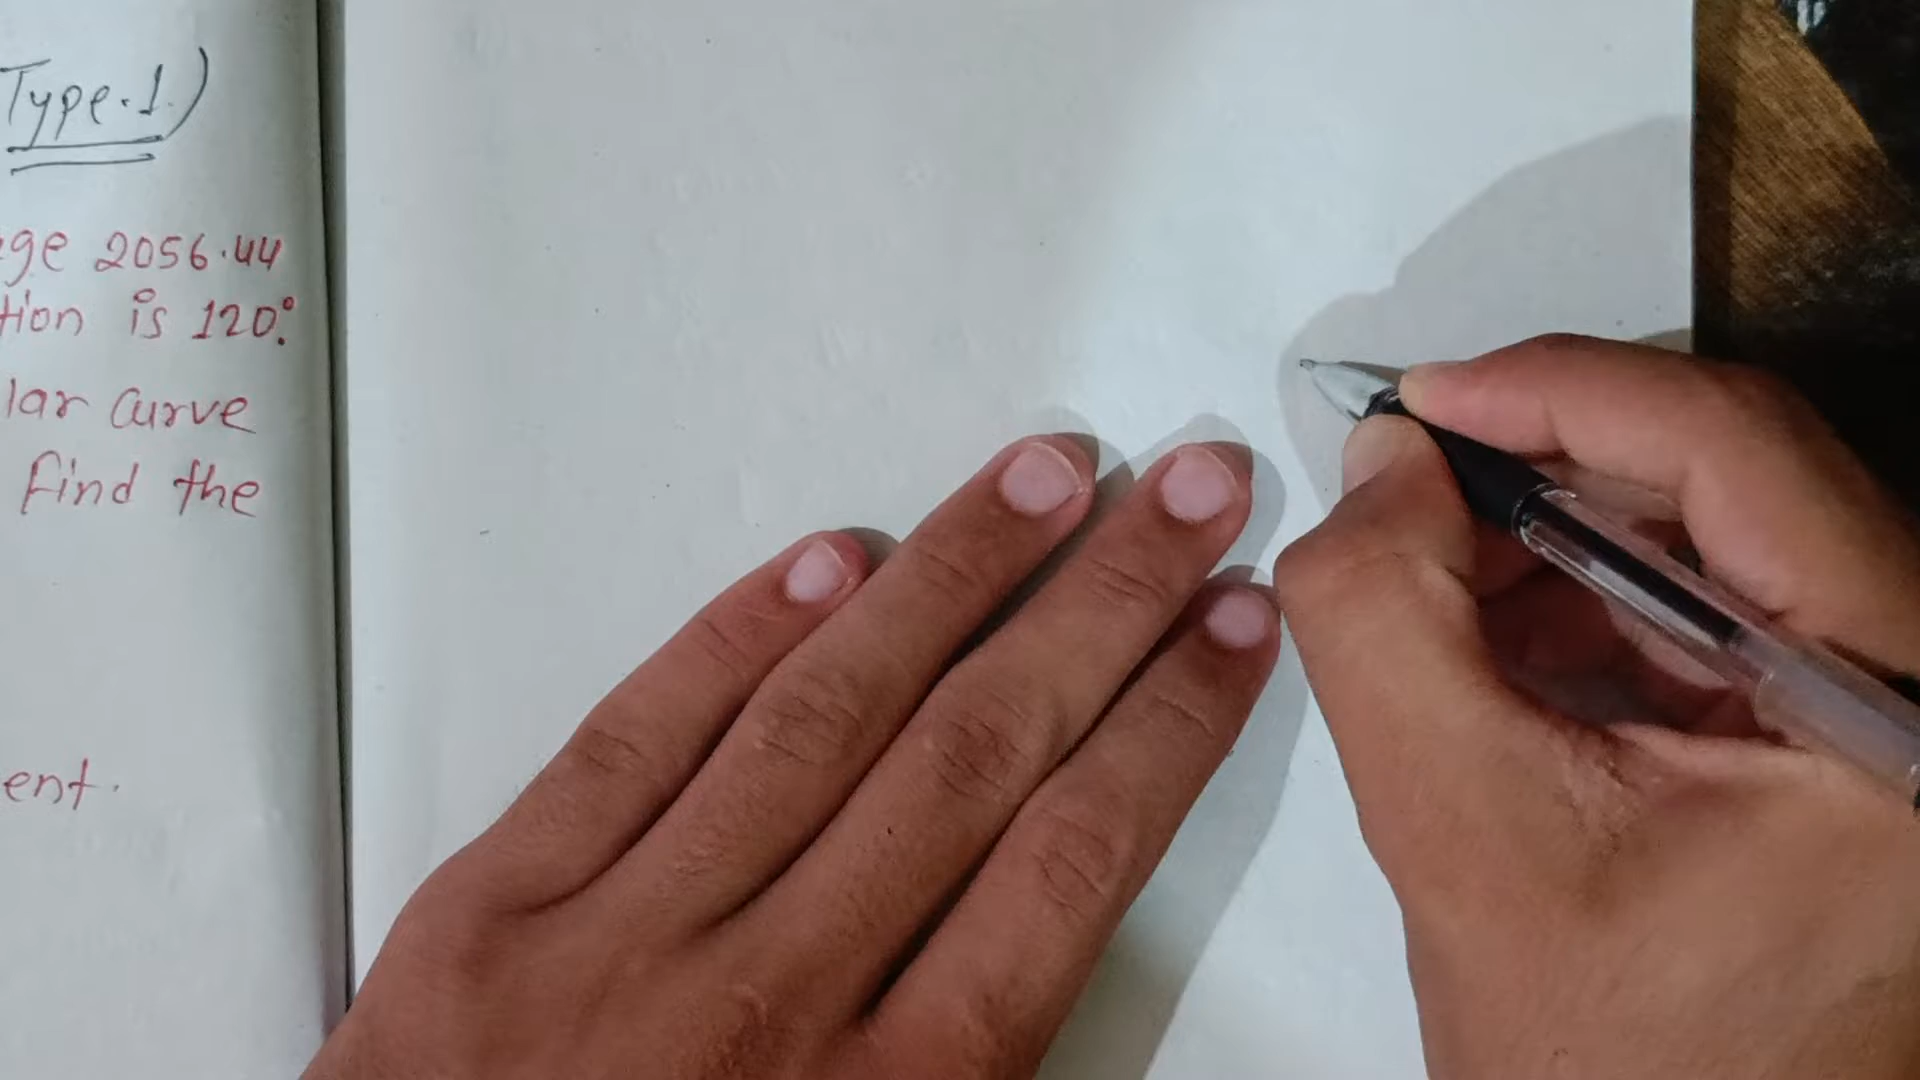 Type.1)
ge 2056.44
tion is 120°.
lar Curve
Find the
ent.